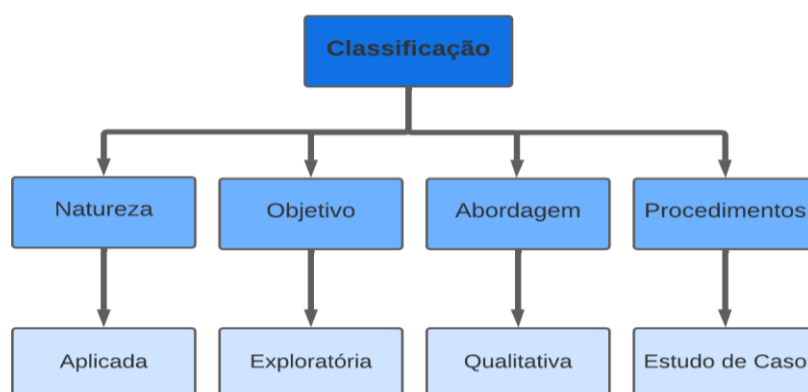 Classificação
Natureza
Objetivo
Abordagem
Procedimentos
Aplicada
Exploratória
Qualitativa
Estudo de Caso